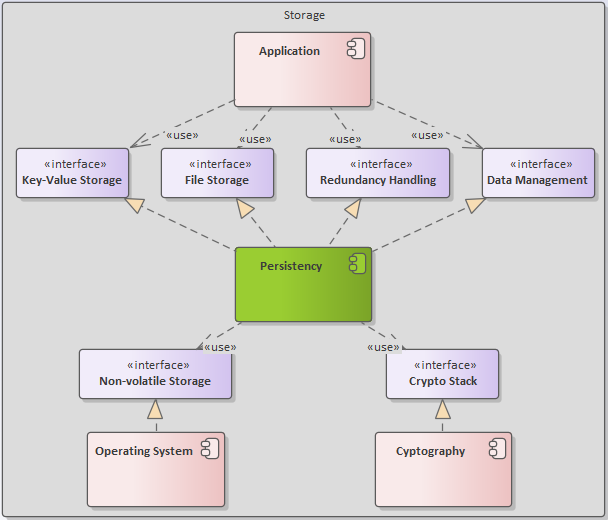 Storage
Application
«use»
«use»
«use»
«use»
«interface»
Key-Value Storage
«interface»
File Storage
«interface»
Redundancy Handling
«interface»
Data Management
Persistency
«use»
«use»
«interface»
Non-volatile Storage
«interface»
Crypto Stack
Operating System
Cyptography